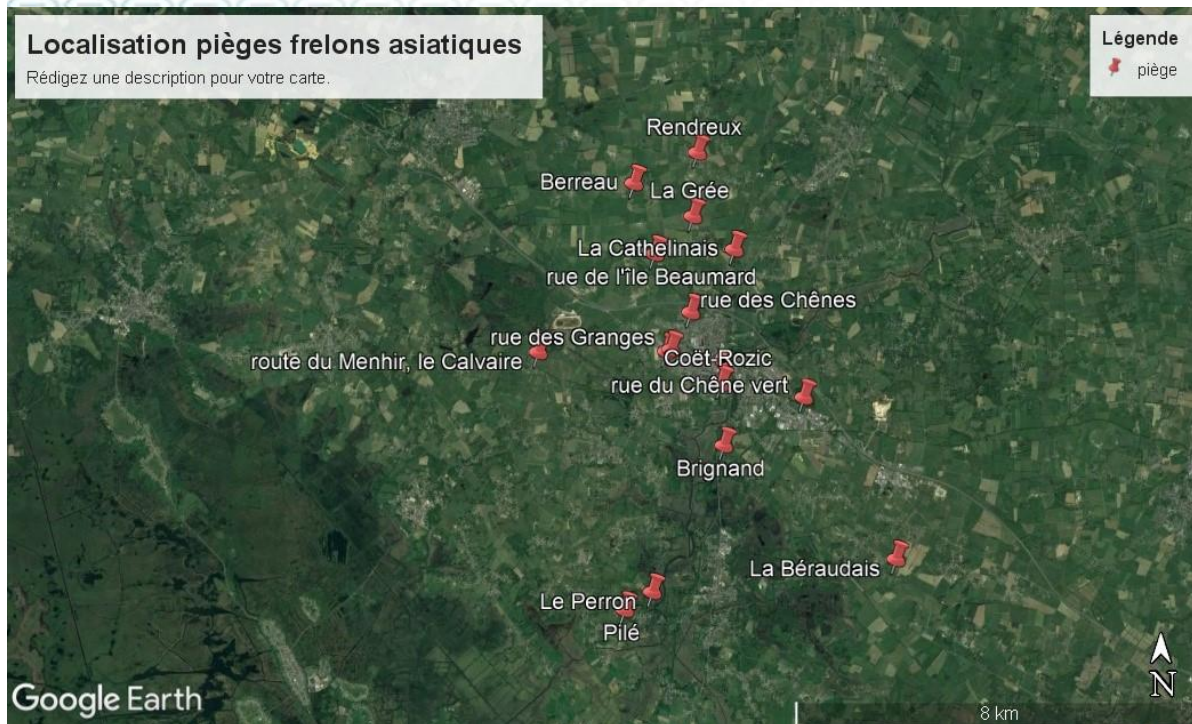 Localisation pièges frelons asiatiques
Rédigez une description pour votre carte.
Légende
piège
Rendreux
Berreau
La Grée
La Cathelinais
rue de l'île Beaumard
rue des Chênes
rue des Granges
route du Menhir, le Calvaire
Coët-Rozic
rue du Chêne vert
Brignand
La Béraudais
Le Perron
Pilé
Google Earth
N
8 km